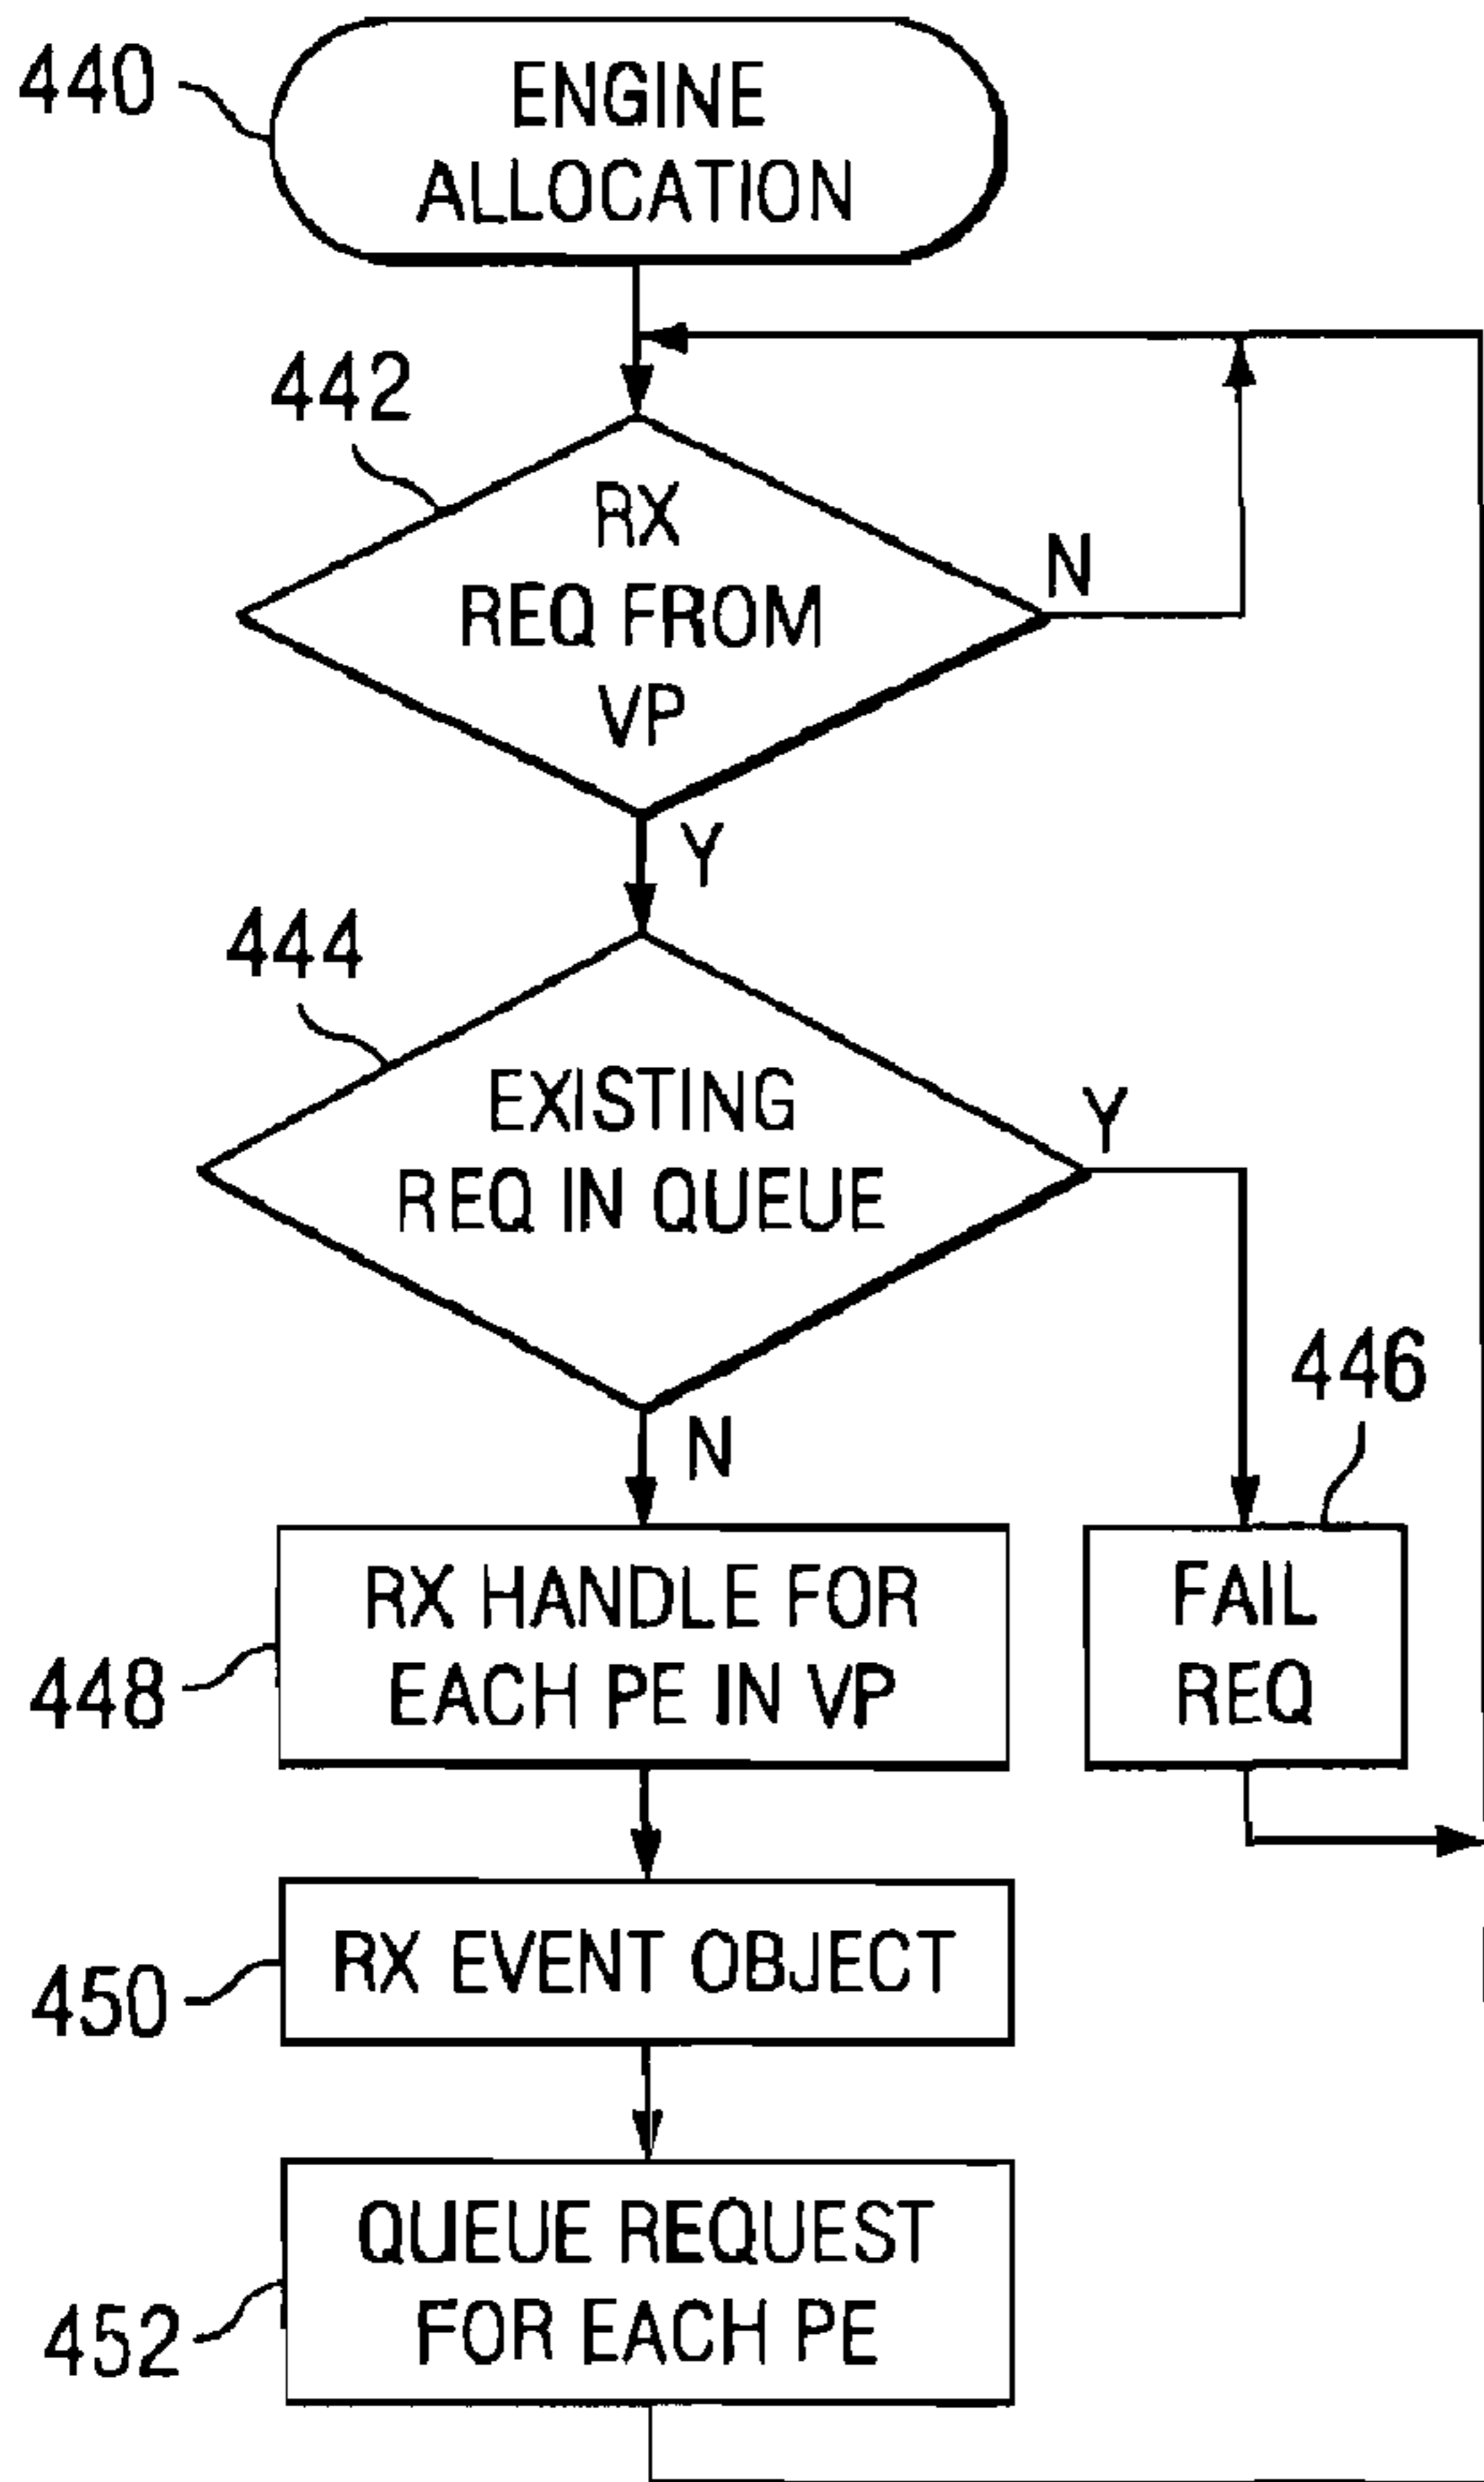 440
ENGINE
ALLOCATION
442
RX
REQ FROM
VP
N
Y
444
EXISTING
REQ IN QUEUE
Y
N
446
448
RX HANDLE FOR
EACH PE IN VP
FAIL
REQ
450
RX EVENT OBJECT
452
QUEUE REQUEST
FOR EACH PE